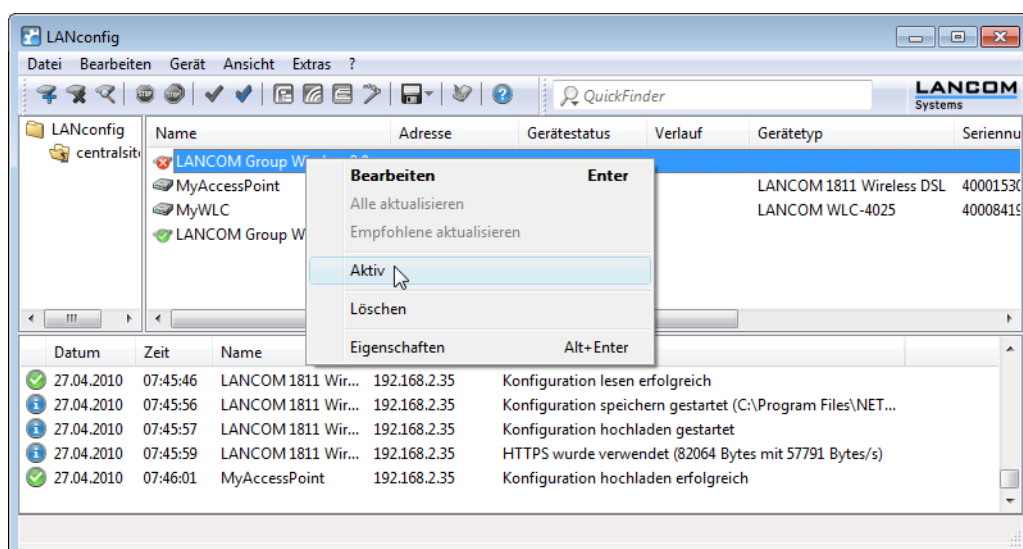 LANconfig
Datei Bearbeiten Gerät Ansicht Extras ?
QuickFinder
LANCOM
Systems
LANconfig
centralsit
Name Adresse Gerätestatus Verlauf Gerätetyp Seriennu
LANCOM Group W
MyAccessPoint LANCOM 1811 Wireless DSL 4000153
MyWLC LANCOM WLC-4025 4000841
LANCOM Group W
Bearbeiten Enter
Alle aktualisieren
Empfohlene aktualisieren
Aktiv
Löschen
Eigenschaften Alt+Enter
Datum Zeit Name
27.04.2010 07:45:46 LANCOM 1811 Wir... 192.168.2.35 Konfiguration lesen erfolgreich
27.04.2010 07:45:56 LANCOM 1811 Wir... 192.168.2.35 Konfiguration speichern gestartet (C:\Program Files\NET...
27.04.2010 07:45:57 LANCOM 1811 Wir... 192.168.2.35 Konfiguration hochladen gestartet
27.04.2010 07:45:59 LANCOM 1811 Wir... 192.168.2.35 HTTPS wurde verwendet (82064 Bytes mit 57791 Bytes/s)
27.04.2010 07:46:01 MyAccessPoint 192.168.2.35 Konfiguration hochladen erfolgreich